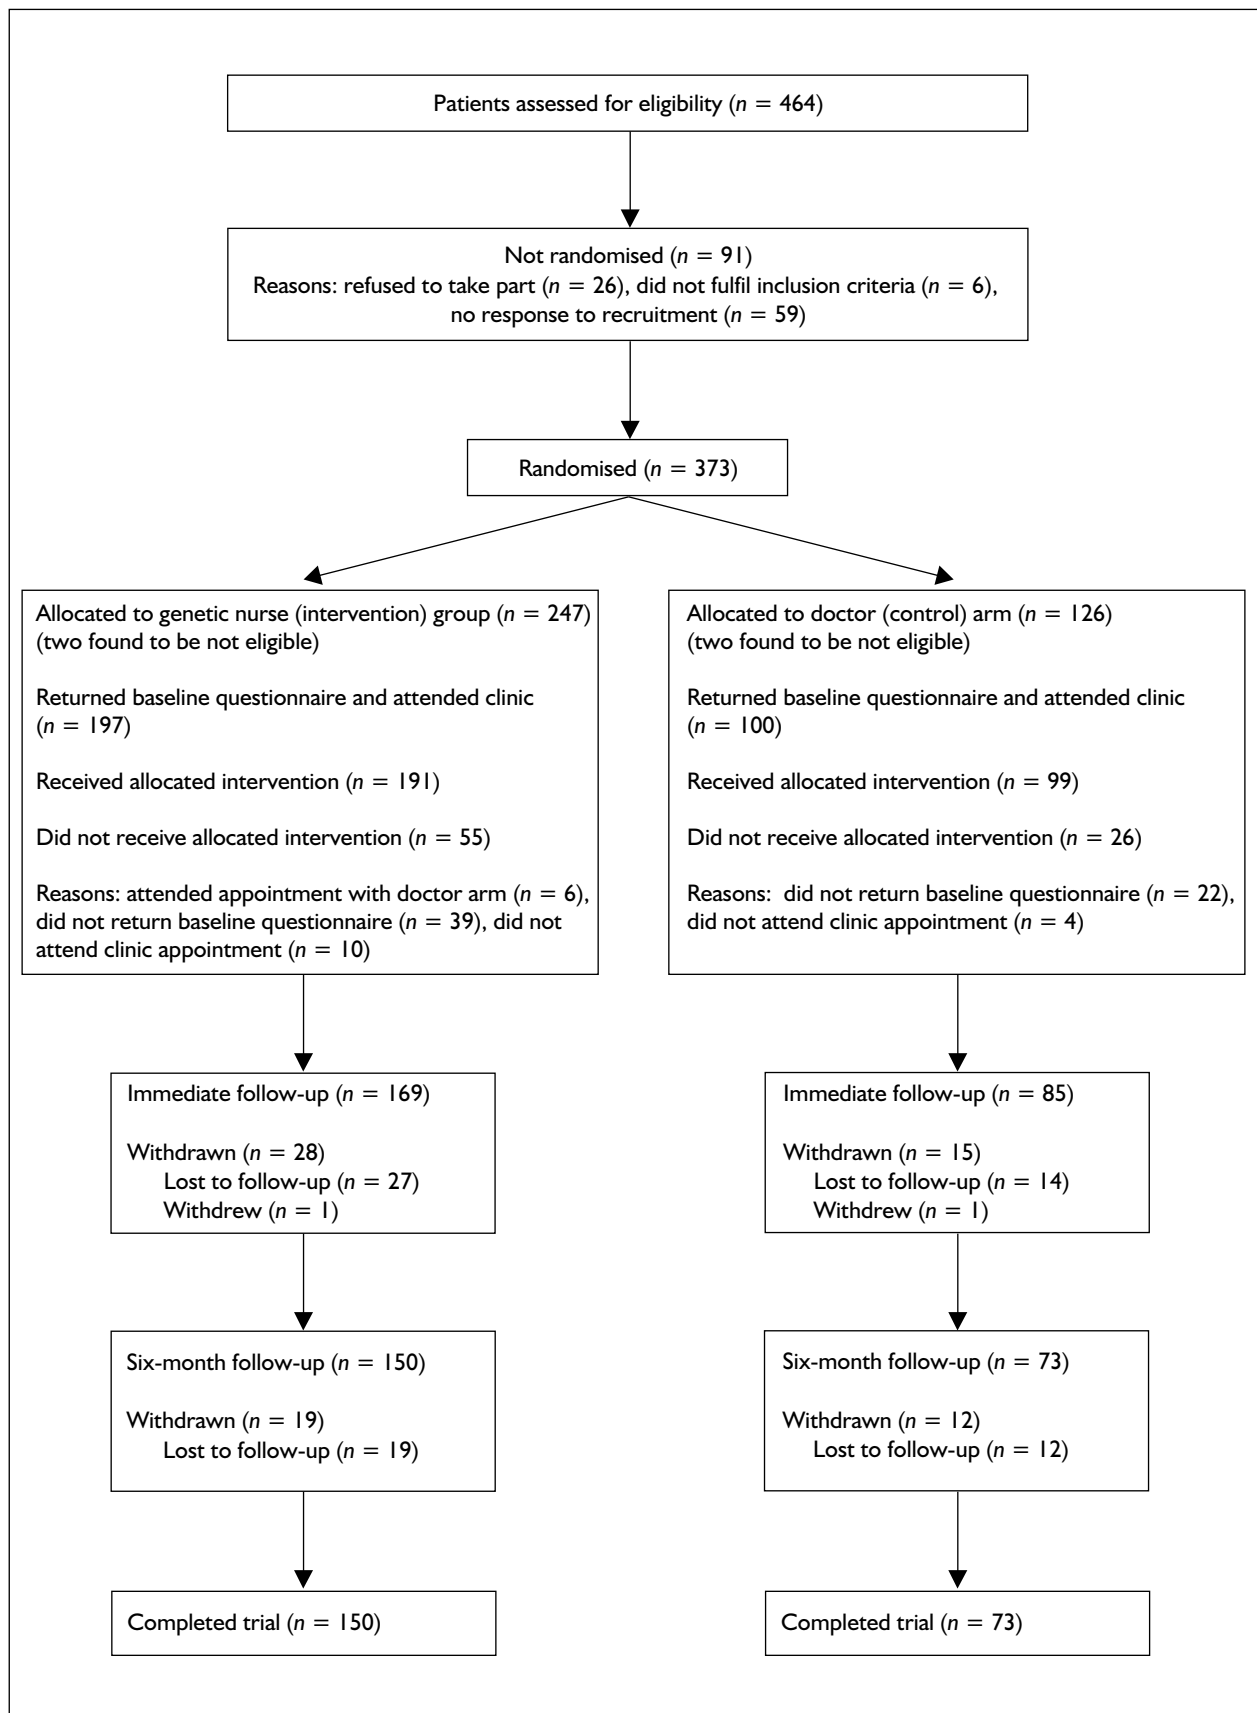 Patients assessed for eligibility (n = 464)
Not randomised (n = 91)
Reasons: refused to take part (n = 26), did not fulfil inclusion criteria (n = 6),
no response to recruitment (n = 59)
Randomised (n = 373)
Allocated to genetic nurse (intervention) group (n = 247)
(two found to be not eligible)
Returned baseline questionnaire and attended clinic
(n = 197)
Received allocated intervention (n = 191)
Did not receive allocated intervention (n = 55)
Reasons: attended appointment with doctor arm (n = 6),
did not return baseline questionnaire (n = 39), did not
attend clinic appointment (n = 10)
Allocated to doctor (control) arm (n = 126)
(two found to be not eligible)
Returned baseline questionnaire and attended clinic
(n = 100)
Received allocated intervention (n = 99)
Did not receive allocated intervention (n = 26)
Reasons: did not return baseline questionnaire (n = 22),
did not attend clinic appointment (n = 4)
Immediate follow-up (n = 169)
Withdrawn (n = 28)
Lost to follow-up (n = 27)
Withdrew (n = 1)
Immediate follow-up (n = 85)
Withdrawn (n = 15)
Lost to follow-up (n = 14)
Withdrew (n = 1)
Six-month follow-up (n = 150)
Withdrawn (n = 19)
Lost to follow-up (n = 19)
Six-month follow-up (n = 73)
Withdrawn (n = 12)
Lost to follow-up (n = 12)
Completed trial (n = 150)
Completed trial (n = 73)